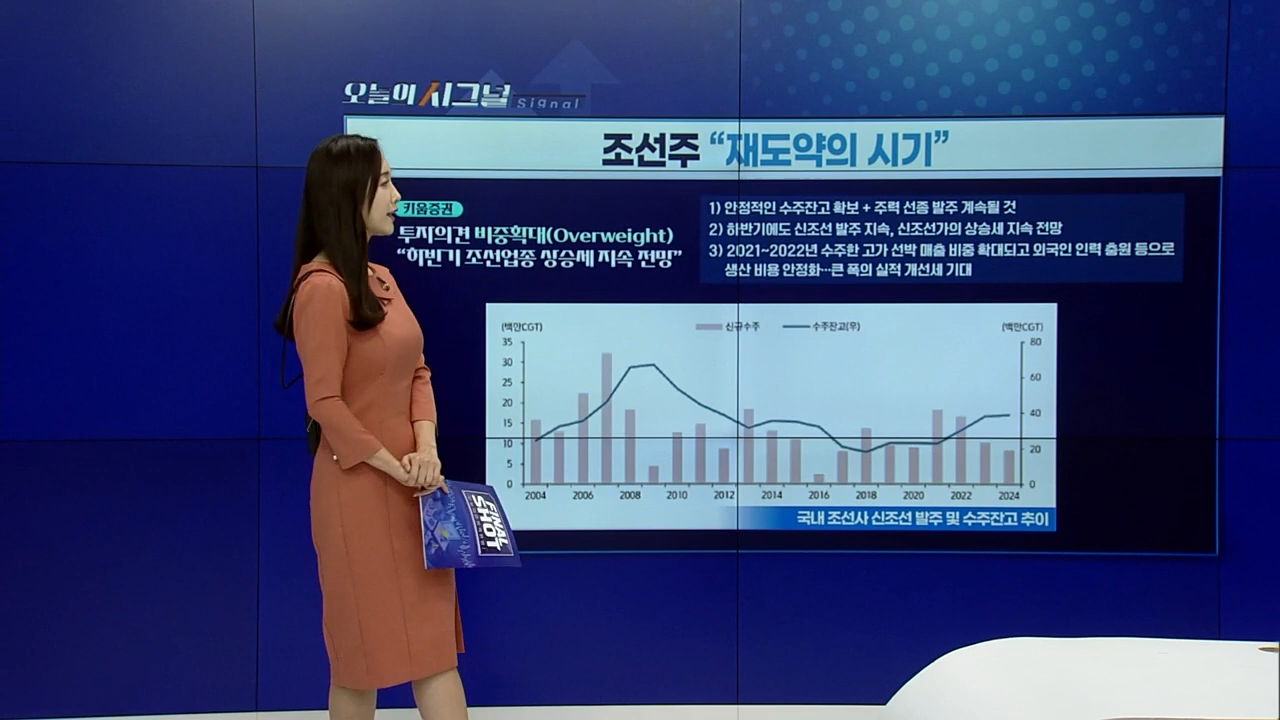 오늘의 시그널
Signal
조선주 “재도약의 시기”
키움증권
투자의견 비중확대(Overweight)
“하반기 조선업종 상승세 지속 전망”
1) 안정적인 수주잔고 확보 + 주력 선종 발주 계속될 것
2) 하반기에도 신조선 발주 지속, 신조선가의 상승세 지속 전망
3) 2021~2022년 수주한 고가 선박 매출 비중 확대되고 외국인 인력 충원 등으로
생산 비용 안정화…큰 폭의 실적 개선세 기대
(백만CGT) 신규수주 수주잔고(우) (백만CGT)
35 80
30
25 60
20
15 40
10
5 20
0 0
2004 2006 2008 2010 2012 2014 2016 2018 2020 2022 2024
국내 조선사 신조선 발주 및 수주잔고 추이
FINAL
SHOT